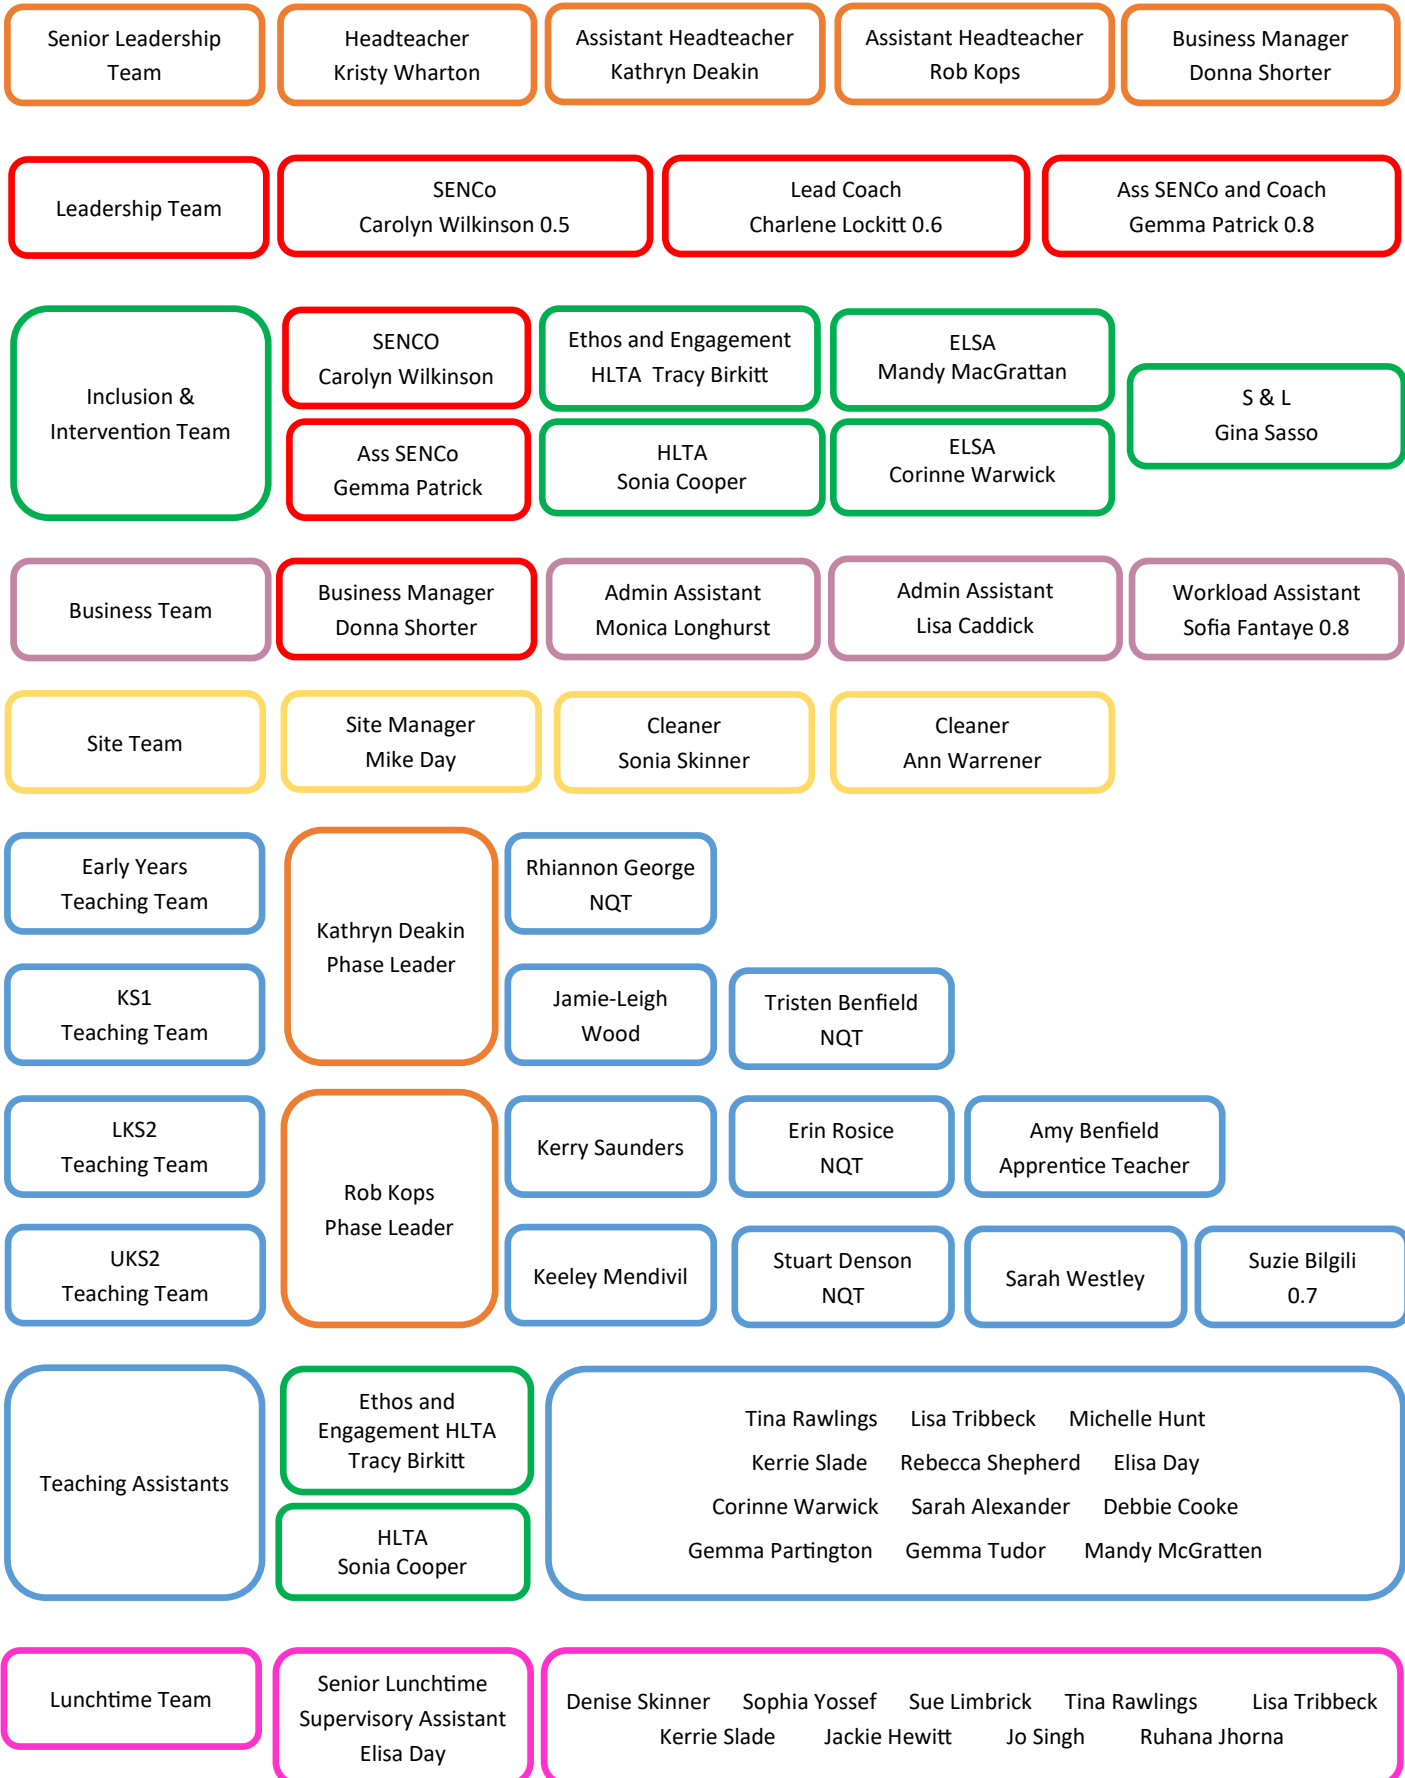 Senior Leadership
Team
Headteacher
Kristy Wharton
Assistant Headteacher
Kathryn Deakin
Assistant Headteacher
Rob Kops
Business Manager
Donna Shorter
Leadership Team
SENCo
Carolyn Wilkinson 0.5
Lead Coach
Charlene Lockitt 0.6
Ass SENCo and Coach
Gemma Patrick 0.8
Inclusion &
Intervention Team
SENCO
Carolyn Wilkinson
Ass SENCo
Gemma Patrick
Ethos and Engagement
HLTA Tracy Birkitt
HLTA
Sonia Cooper
ELSA
Mandy MacGrattan
ELSA
Corinne Warwick
S & L
Gina Sasso
Business Team
Business Manager
Donna Shorter
Admin Assistant
Monica Longhurst
Admin Assistant
Lisa Caddick
Workload Assistant
Sofia Fantaye 0.8
Site Team
Site Manager
Mike Day
Cleaner
Sonia Skinner
Cleaner
Ann Warrener
Early Years
Teaching Team
Kathryn Deakin
Phase Leader
Rhiannon George
NQT
KS1
Teaching Team
Jamie-Leigh
Wood
Tristen Benfield
NQT
LKS2
Teaching Team
Rob Kops
Phase Leader
Kerry Saunders
Erin Rosice
NQT
Amy Benfield
Apprentice Teacher
UKS2
Teaching Team
Keeley Mendivil
Stuart Denson
NQT
Sarah Westley
Suzie Bilgili
0.7
Teaching Assistants
Ethos and
Engagement HLTA
Tracy Birkitt
HLTA
Sonia Cooper
Tina Rawlings Lisa Tribbeck Michelle Hunt
Kerrie Slade Rebecca Shepherd Elisa Day
Corinne Warwick Sarah Alexander Debbie Cooke
Gemma Partington Gemma Tudor Mandy McGratten
Lunchtime Team
Senior Lunchtime
Supervisory Assistant
Elisa Day
Denise Skinner Sophia Yossef Sue Limbrick Tina Rawlings Lisa Tribbeck
Kerrie Slade Jackie Hewitt Jo Singh Ruhana Jhorna